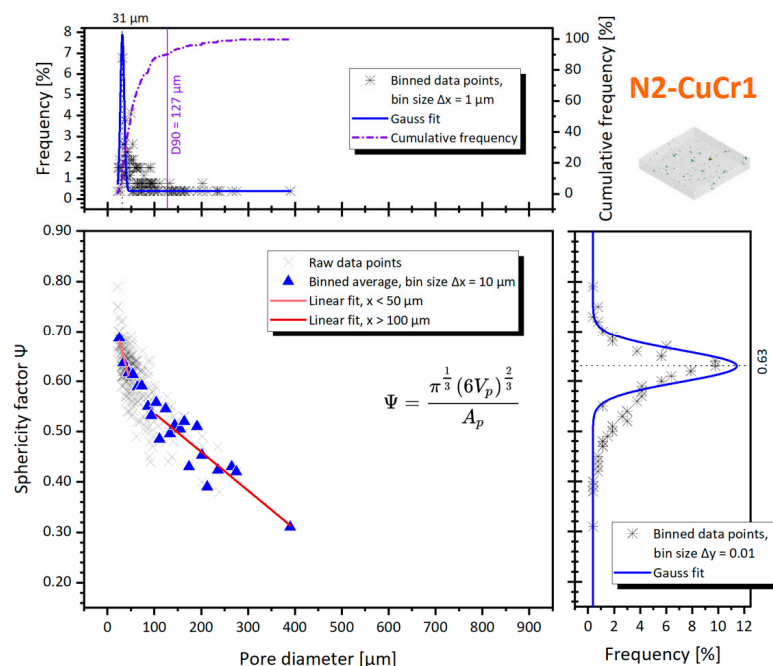 31 µm
8
7
6
5
4
3
2
1
0
Frequency [%]
D90 = 127 µm
Binned data points,
bin size Δx = 1 µm
Gauss fit
Cumulative frequency
100
80
60
40
20
0
Cumulative frequency [%]
N2-CuCr1
0.90
0.80
0.70
0.60
0.50
0.40
0.30
0.20
Sphericity factor Ψ
Raw data points
Binned average, bin size Δx = 10 µm
Linear fit, x < 50 µm
Linear fit, x > 100 µm
Ψ = π^{1/3} (6V_p)^{2/3} / A_p
0 100 200 300 400 500 600 700 800 900
Pore diameter [µm]
0.63
Binned data points,
bin size Δy = 0.01
Gauss fit
0 2 4 6 8 10 12
Frequency [%]